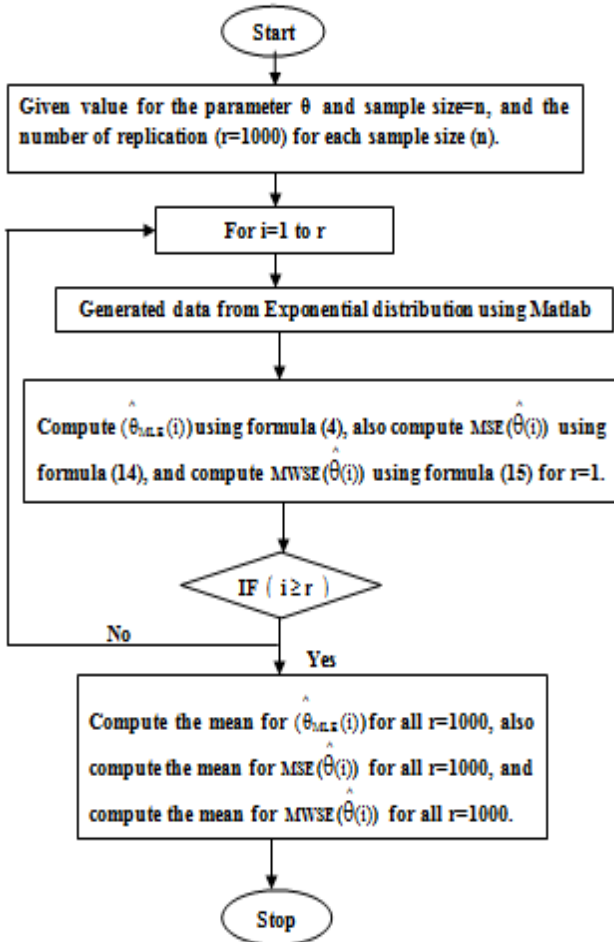 Start
Given value for the parameter θ and sample size=n, and the
number of replication (r=1000) for each sample size (n).
For i=1 to r
Generated data from Exponential distribution using Matlab
Compute (θ̂MLE(i)) using formula (4), also compute MSE(θ̂(i)) using
formula (14), and compute MWSE(θ̂(i)) using formula (15) for r=1.
IF ( i ≥ r )
No
Yes
Compute the mean for (θ̂MLE(i)) for all r=1000, also
compute the mean for MSE(θ̂(i)) for all r=1000, and
compute the mean for MWSE(θ̂(i)) for all r=1000.
Stop